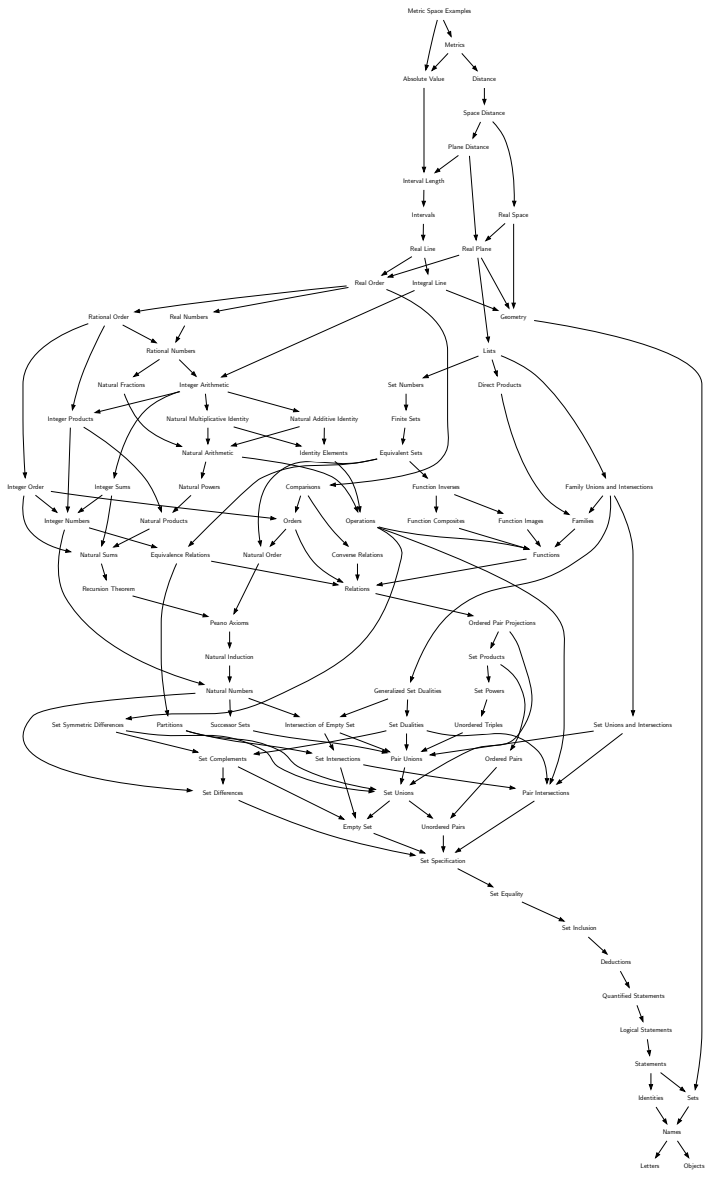 Metric Space Examples
Metrics
Absolute Value
Distance
Space Distance
Plane Distance
Interval Length
Intervals
Real Space
Real Line
Real Plane
Real Order
Integral Line
Rational Order
Real Numbers
Geometry
Rational Numbers
Lists
Natural Fractions
Integer Arithmetic
Set Numbers
Direct Products
Integer Products
Natural Multiplicative Identity
Natural Additive Identity
Finite Sets
Natural Arithmetic
Identity Elements
Equivalent Sets
Integer Order
Integer Sums
Natural Powers
Comparisons
Function Inverses
Family Unions and Intersections
Integer Numbers
Natural Products
Orders
Operations
Function Composites
Function Images
Families
Natural Sums
Equivalence Relations
Natural Order
Converse Relations
Functions
Recursion Theorem
Relations
Peano Axioms
Ordered Pair Projections
Natural Induction
Set Products
Natural Numbers
Generalized Set Dualities
Set Powers
Set Symmetric Differences
Partitions
Successor Sets
Intersection of Empty Set
Set Dualities
Unordered Triples
Set Unions and Intersections
Set Complements
Set Intersections
Pair Unions
Ordered Pairs
Set Differences
Set Unions
Pair Intersections
Empty Set
Unordered Pairs
Set Specification
Set Equality
Set Inclusion
Deductions
Quantified Statements
Logical Statements
Statements
Identities
Sets
Names
Letters
Objects